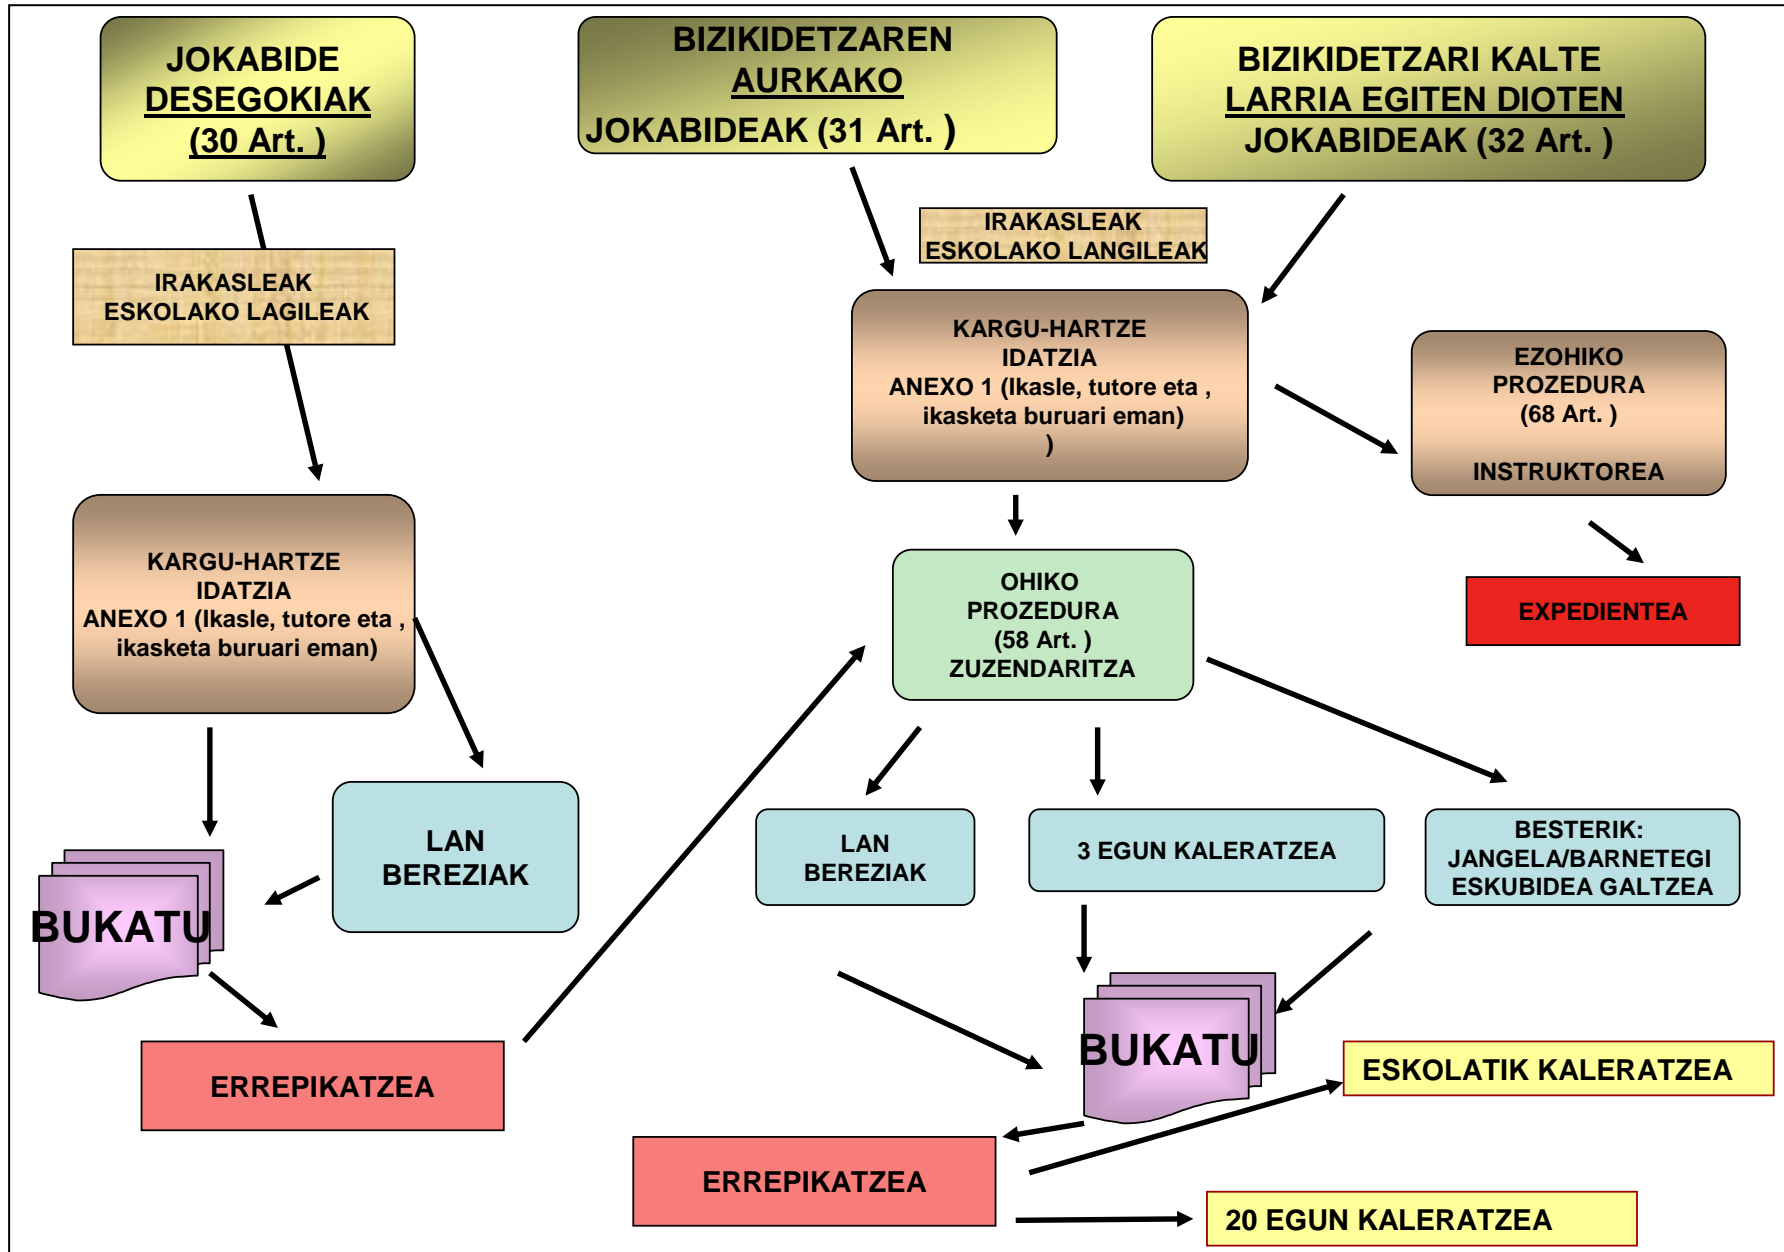 JOKABIDE
DESEGOKIAK
(30 Art. )
BIZIKIDETZAREN
AURKAKO
JOKABIDEAK (31 Art. )
BIZIKIDETZARI KALTE
LARRIA EGITEN DIOTEN
JOKABIDEAK (32 Art. )
IRAKASLEAK
ESKOLAKO LAGILEAK
IRAKASLEAK
ESKOLAKO LANGILEAK
KARGU-HARTZE
IDATZIA
ANEXO 1 (Ikasle, tutore eta ,
ikasketa buruari eman)
)
EZOHIKO
PROZEDURA
(68 Art. )
INSTRUKTOREA
KARGU-HARTZE
IDATZIA
ANEXO 1 (Ikasle, tutore eta ,
ikasketa buruari eman)
OHIKO
PROZEDURA
(58 Art. )
ZUZENDARITZA
EXPEDIENTEA
LAN
BEREZIAK
LAN
BEREZIAK
3 EGUN KALERATZEA
BESTERIK:
JANGELA/BARNETEGI
ESKUBIDEA GALTZEA
BUKATU
BUKATU
ERREPIKATZEA
ESKOLATIK KALERATZEA
ERREPIKATZEA
20 EGUN KALERATZEA